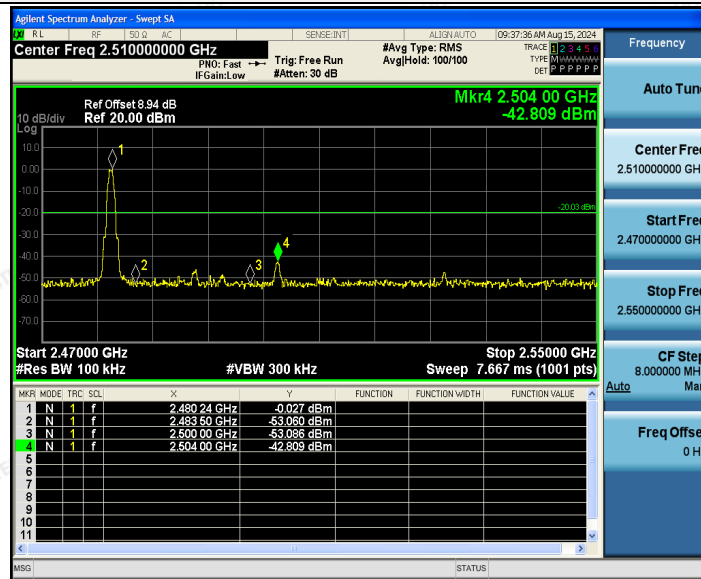 Agilent Spectrum Analyzer - Swept SA
LXI RL RF 50 Ω AC SENSE:INT ALIGN AUTO 09:37:36 AM Aug 15, 2024
Center Freq 2.510000000 GHz #Avg Type: RMS TRACE 1 2 3 4 5 6
PNO: Fast Trig: Free Run Avg|Hold: 100/100 TYPE M WWWWW
IFGain:Low #Atten: 30 dB DET P P P P P P
Frequency
Auto Tune
Center Freq
2.510000000 GH
Start Freq
2.470000000 GH
Stop Freq
2.550000000 GH
CF Step
8.000000 MH
Auto Man
Freq Offse
0 H
Ref Offset 8.94 dB Mkr4 2.504 00 GHz
10 dB/div Ref 20.00 dBm -42.809 dBm
Log
10.0
0.00
-10.0
-20.0
-30.0
-40.0
-50.0
-60.0
-70.0
1
2
3
4
-20.03 dBm
Start 2.47000 GHz Stop 2.55000 GHz
#Res BW 100 kHz #VBW 300 kHz Sweep 7.667 ms (1001 pts)
MKR MODE TRC SCL X Y FUNCTION FUNCTION WIDTH FUNCTION VALUE
1 N 1 f 2.480 24 GHz -0.027 dBm
2 N 1 f 2.483 50 GHz -53.060 dBm
3 N 1 f 2.500 00 GHz -53.086 dBm
4 N 1 f 2.504 00 GHz -42.809 dBm
5
6
7
8
9
10
11
MSG STATUS